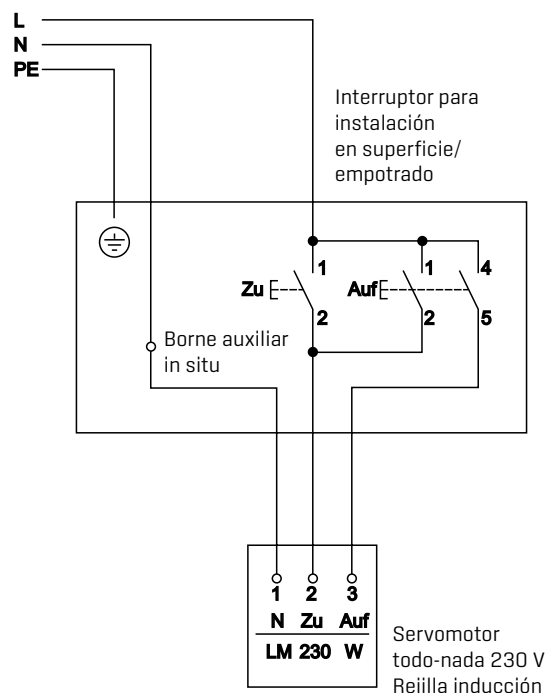 L
N
PE
Interruptor para
instalación
en superficie/
empotrado
1
1
4
Zu
Auf
2
2
5
Borne auxiliar
in situ
1 2 3
N Zu Auf
LM 230 W
Servomotor
todo-nada 230 V
Rejilla inducción